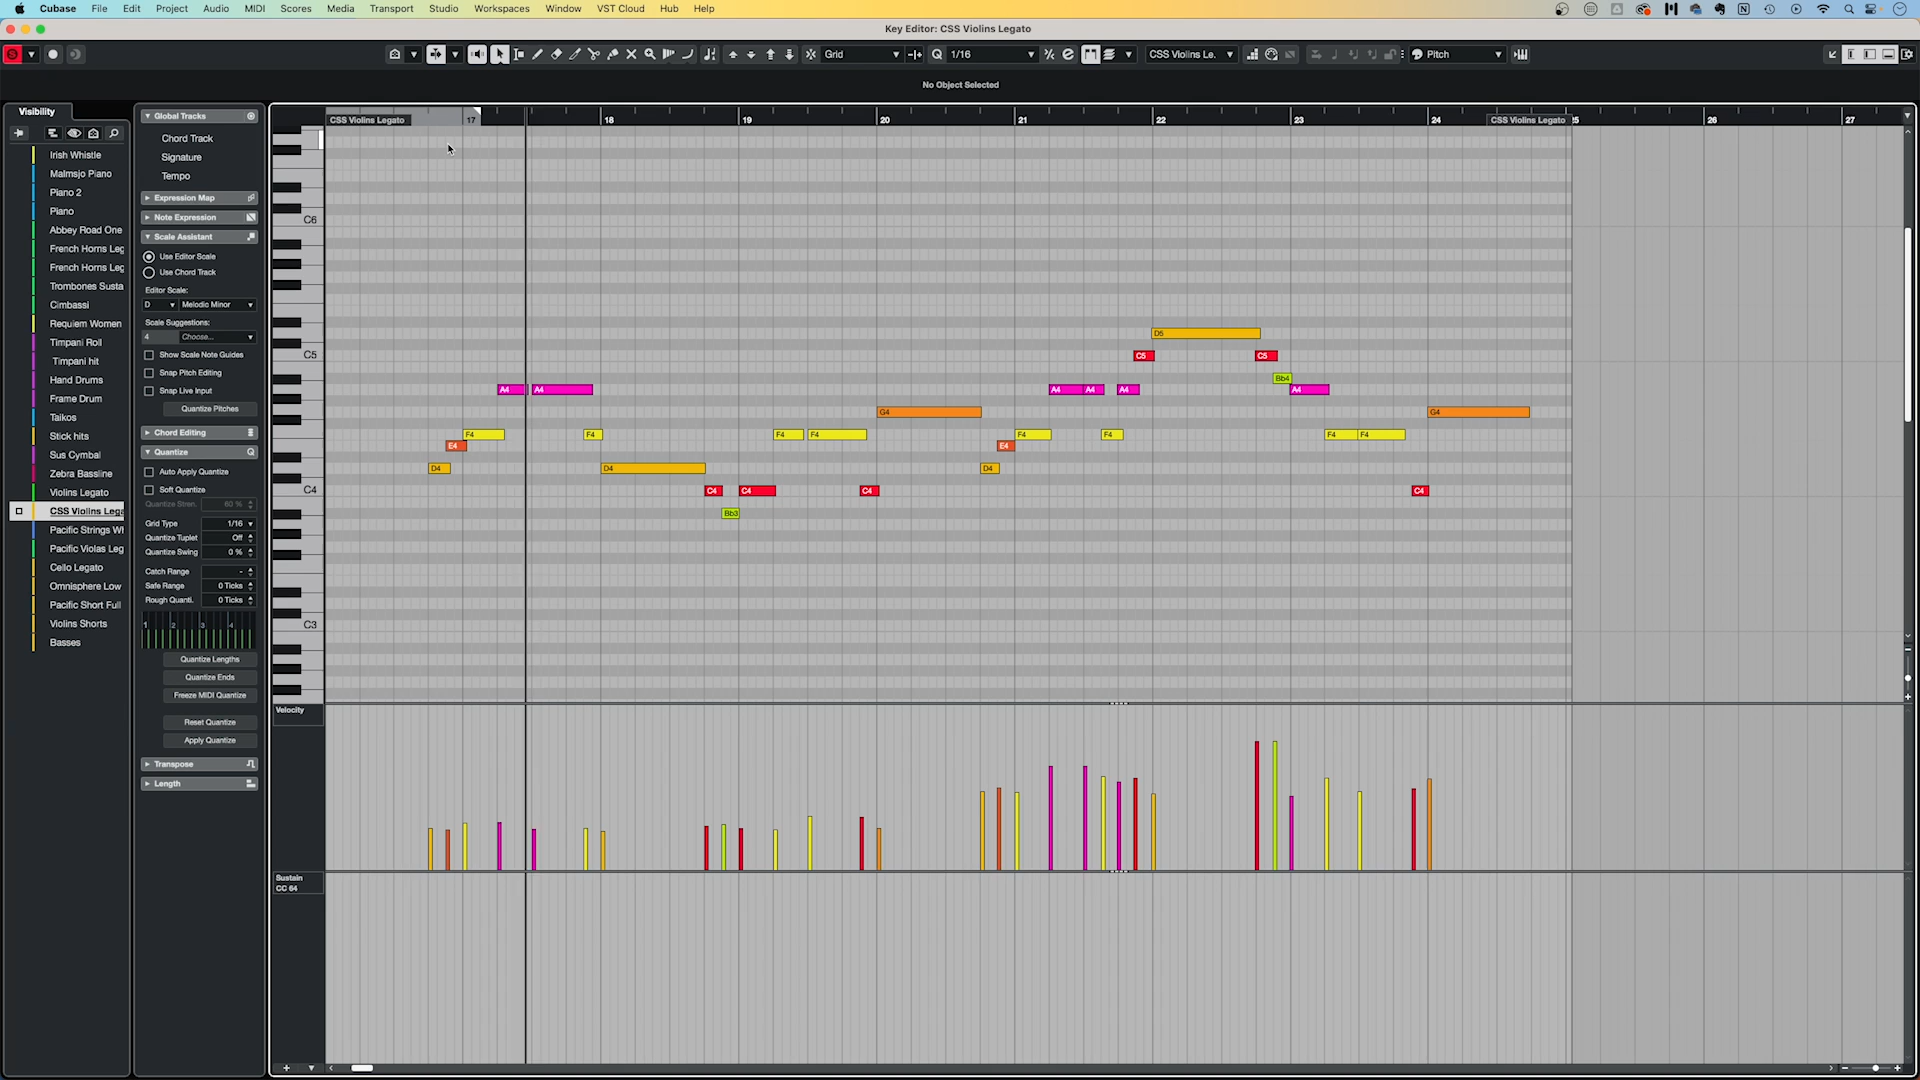 Cubase File Edit Project Audio MIDI Scores Media Transport Studio Workspaces Window VST Cloud Hub Help
Key Editor: CSS Violins Legato
Grid Q 1/16 CSS Violins Le. Pitch
No Object Selected
Visibility
Irish Whistle
Malmsjo Piano
Piano 2
Piano
Abbey Road One
French Horns Leg
French Horns Leg
Trombones Susta
Cimbassi
Requiem Women
Timpani Roll
Timpani hit
Hand Drums
Frame Drum
Taikos
Stick hits
Sus Cymbal
Zebra Bassline
Violins Legato
CSS Violins Lega
Pacific Strings Wh
Pacific Violas Leg
Cello Legato
Omnisphere Low
Pacific Short Full
Violins Shorts
Basses
Global Tracks
Chord Track
Signature
Tempo
Expression Map
Note Expression
Scale Assistant
Use Editor Scale
Use Chord Track
Editor Scale:
D Melodic Minor
Scale Suggestions:
4 Choose...
Show Scale Note Guides
Snap Pitch Editing
Snap Live Input
Quantize Pitches
Chord Editing
Quantize Q
Auto Apply Quantize
Soft Quantize
Quantize Stren. 60 %
Grid Type 1/16
Quantize Tuplet Off
Quantize Swing 0 %
Catch Range -
Safe Range 0 Ticks
Rough Quanti. 0 Ticks
1 2 3 4
Quantize Lengths
Quantize Ends
Freeze MIDI Quantize
Reset Quantize
Apply Quantize
Transpose
Length
CSS Violins Legato 17 18 19 20 21 22 23 24 CSS Violins Legato 26 27
C6
D5
C5 C5 C5
Bb4
A4 A4 A4 A4 A4 A4
G4 G4
F4 F4 F4 F4 F4 F4 F4 F4
E4 E4
D4 D4 D4
C4 C4 C4 C4 C4
Bb3
C3
Velocity
Sustain
CC 64